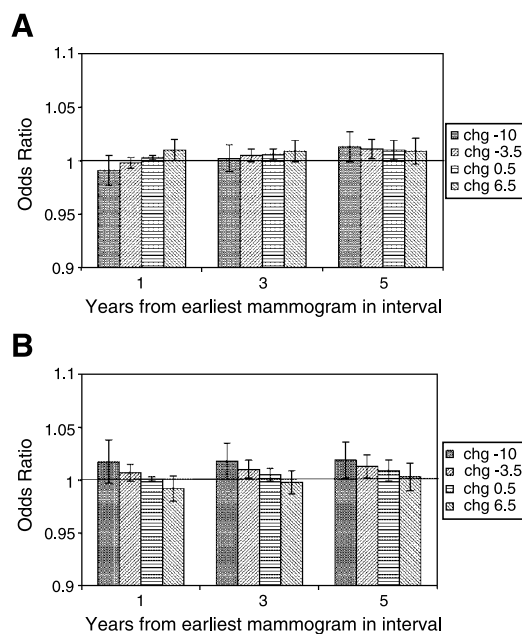 A
1.1
1.05
1
0.95
0.9
Odds Ratio
1 3 5
Years from earliest mammogram in interval
chg -10
chg -3.5
chg 0.5
chg 6.5
B
1.1
1.05
1
0.95
0.9
Odds Ratio
1 3 5
Years from earliest mammogram in interval
chg -10
chg -3.5
chg 0.5
chg 6.5